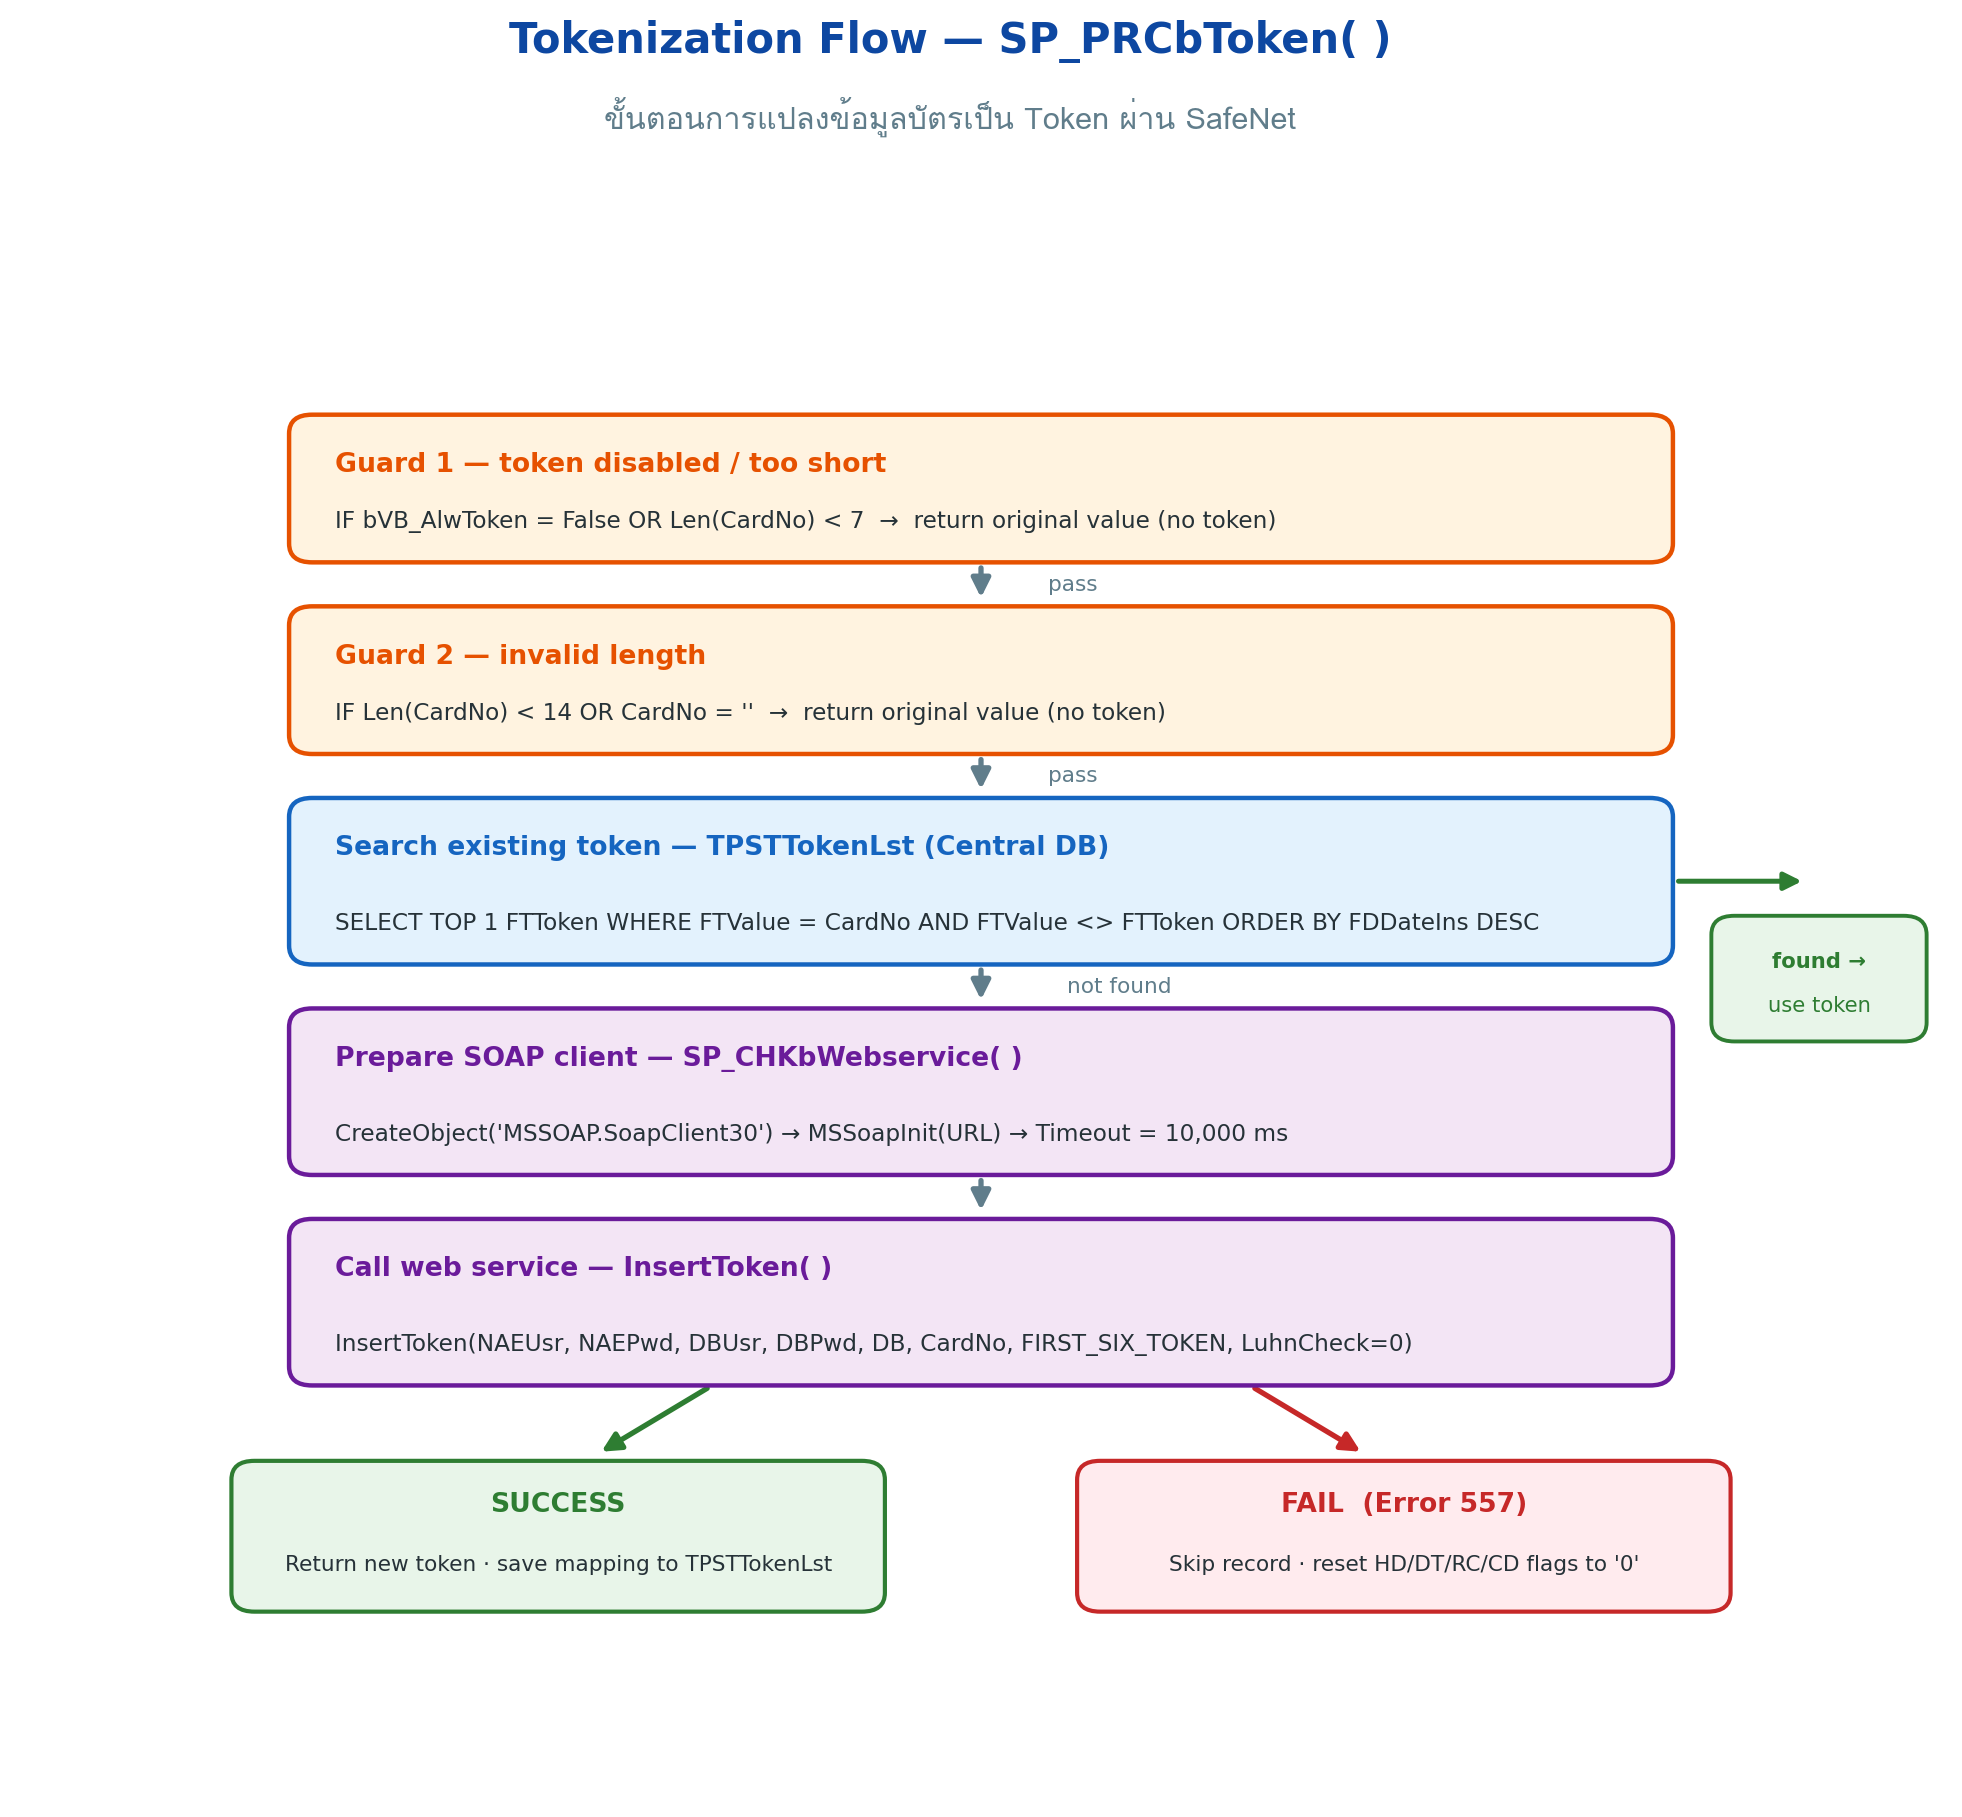 Tokenization Flow — SP_PRCbToken( )
ขั้นตอนการแปลงข้อมูลบัตรเป็น Token ผ่าน SafeNet
Guard 1 — token disabled / too short
IF bVB_AlwToken = False OR Len(CardNo) < 7 → return original value (no token)
pass
Guard 2 — invalid length
IF Len(CardNo) < 14 OR CardNo = '' → return original value (no token)
pass
Search existing token — TPSTTokenLst (Central DB)
SELECT TOP 1 FTToken WHERE FTValue = CardNo AND FTValue <> FTToken ORDER BY FDDateIns DESC
found →
use token
not found
Prepare SOAP client — SP_CHKbWebservice( )
CreateObject('MSSOAP.SoapClient30') → MSSoapInit(URL) → Timeout = 10,000 ms
Call web service — InsertToken( )
InsertToken(NAEUsr, NAEPwd, DBUsr, DBPwd, DB, CardNo, FIRST_SIX_TOKEN, LuhnCheck=0)
SUCCESS
Return new token · save mapping to TPSTTokenLst
FAIL (Error 557)
Skip record · reset HD/DT/RC/CD flags to '0'